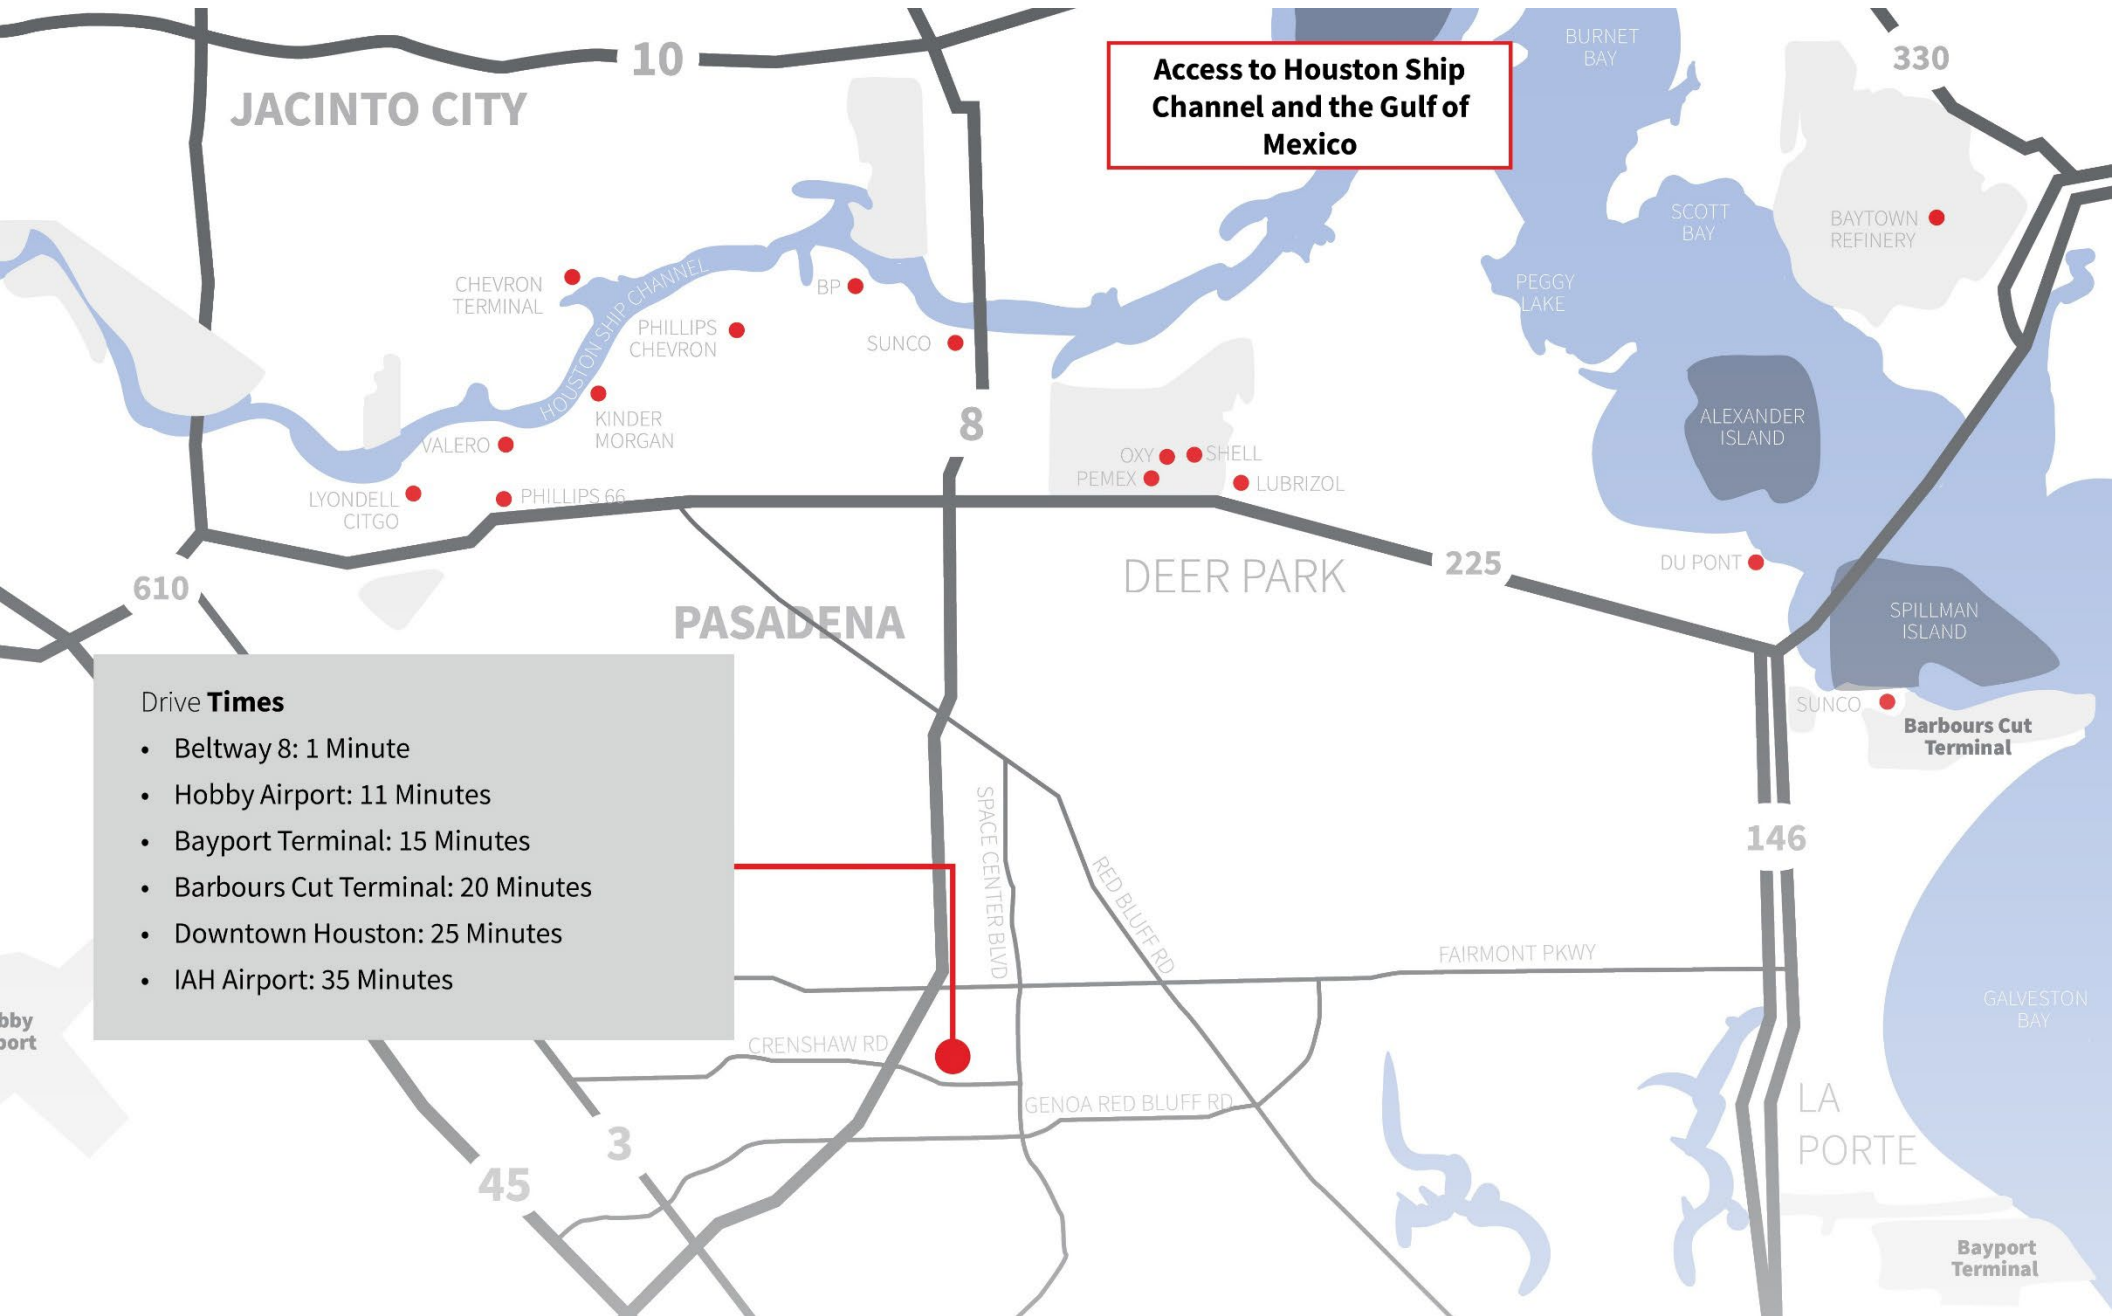 10
JACINTO CITY
Access to Houston Ship
Channel and the Gulf of
Mexico
BURNET
BAY
330
SCOTT
BAY
BAYTOWN
REFINERY
CHEVRON
TERMINAL
HOUSTON SHIP CHANNEL
BP
PEGGY
LAKE
PHILLIPS
CHEVRON
SUNCO
KINDER
MORGAN
8
ALEXANDER
ISLAND
VALERO
OXY
SHELL
PEMEX
LUBRIZOL
LYONDELL
CITGO
PHILLIPS 66
DEER PARK
225
DU PONT
610
PASADENA
SPILLMAN
ISLAND
SUNCO
Barbours Cut
Terminal
Drive Times
• Beltway 8: 1 Minute
• Hobby Airport: 11 Minutes
• Bayport Terminal: 15 Minutes
• Barbours Cut Terminal: 20 Minutes
• Downtown Houston: 25 Minutes
• IAH Airport: 35 Minutes
SPACE CENTER BLVD
RED BLUFF RD
146
FAIRMONT PKWY
GALVESTON
BAY
bby
port
CRENSHAW RD
GENOA RED BLUFF RD
LA
PORTE
3
45
Bayport
Terminal